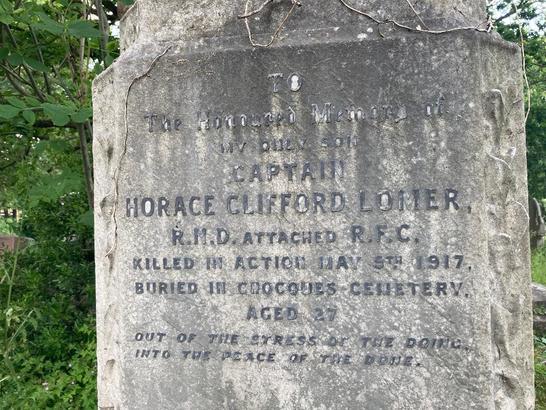 TO
The Honoured Memory of
MY ONLY SON
CAPTAIN
HORACE CLIFFORD LOMER,
R.N.D. ATTACHED R.F.C.
KILLED IN ACTION MAY 5TH 1917,
BURIED IN CHOCQUES CEMETERY,
AGED 27
OUT OF THE STRESS OF THE DOING,
INTO THE PEACE OF THE DONE.